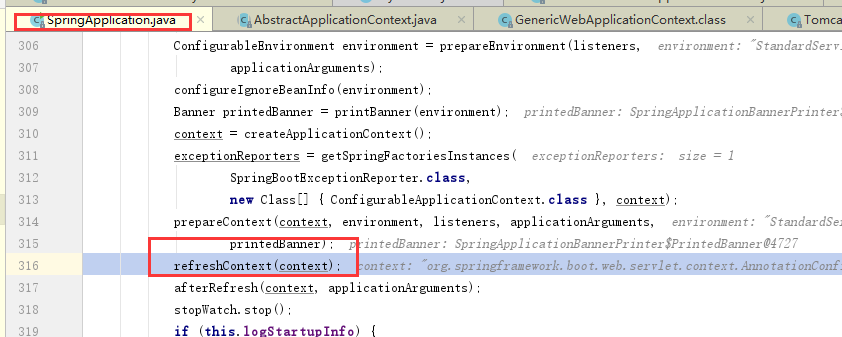 SpringApplication.java × AbstractApplicationContext.java × GenericWebApplicationContext.class × Tomca
306 ConfigurableEnvironment environment = prepareEnvironment(listeners, environment: "StandardServ
307 applicationArguments);
308 configureIgnoreBeanInfo(environment);
309 Banner printedBanner = printBanner(environment); printedBanner: SpringApplicationBannerPrinter$
310 context = createApplicationContext();
311 exceptionReporters = getSpringFactoriesInstances( exceptionReporters: size = 1
312 SpringBootExceptionReporter.class,
313 new Class[] { ConfigurableApplicationContext.class }, context);
314 prepareContext(context, environment, listeners, applicationArguments, environment: "StandardServ
315 printedBanner); printedBanner: SpringApplicationBannerPrinter$PrintedBanner@4727
316 refreshContext(context); context: "org.springframework.boot.web.servlet.context.AnnotationConfi
317 afterRefresh(context, applicationArguments);
318 stopWatch.stop();
319 if (this.logStartupInfo) {